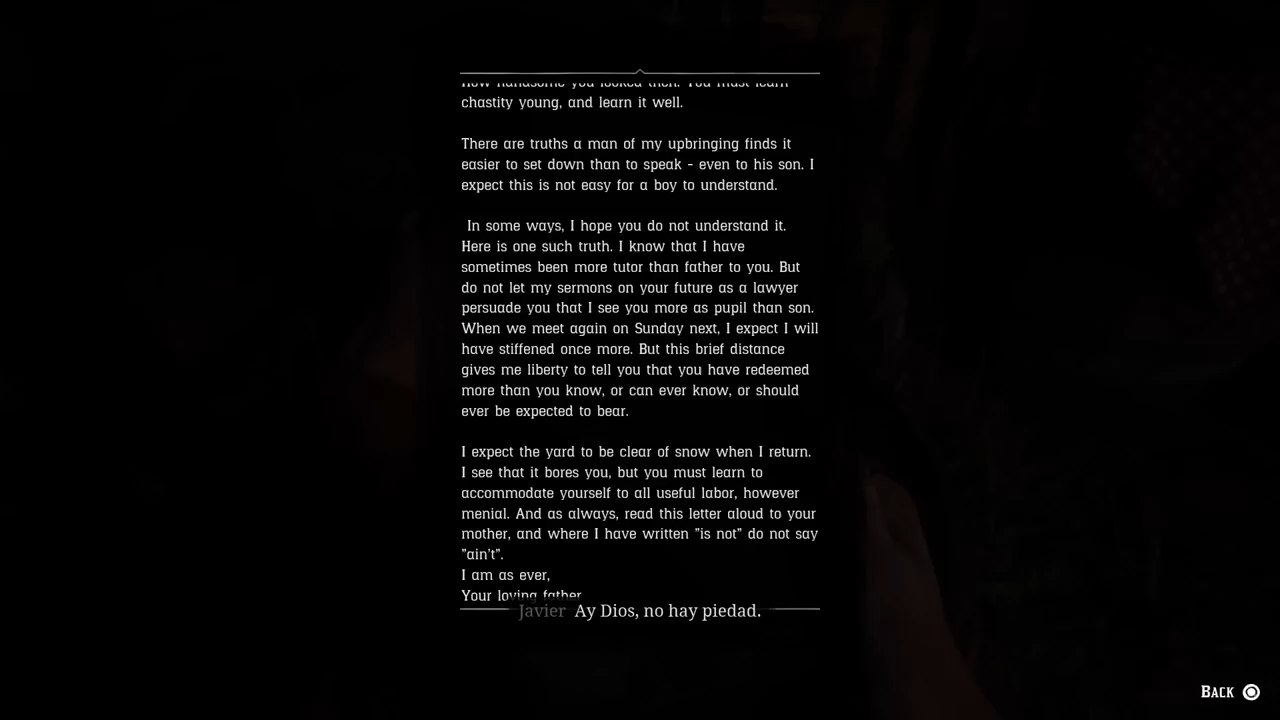 How handsome you looked then. You must learn
chastity young, and learn it well.
There are truths a man of my upbringing finds it
easier to set down than to speak - even to his son. I
expect this is not easy for a boy to understand.
In some ways, I hope you do not understand it.
Here is one such truth. I know that I have
sometimes been more tutor than father to you. But
do not let my sermons on your future as a lawyer
persuade you that I see you more as pupil than son.
When we meet again on Sunday next, I expect I will
have stiffened once more. But this brief distance
gives me liberty to tell you that you have redeemed
more than you know, or can ever know, or should
ever be expected to bear.
I expect the yard to be clear of snow when I return.
I see that it bores you, but you must learn to
accommodate yourself to all useful labor, however
menial. And as always, read this letter aloud to your
mother, and where I have written "is not" do not say
"ain't".
I am as ever,
Your loving father
Javier Ay Dios, no hay piedad.
Back